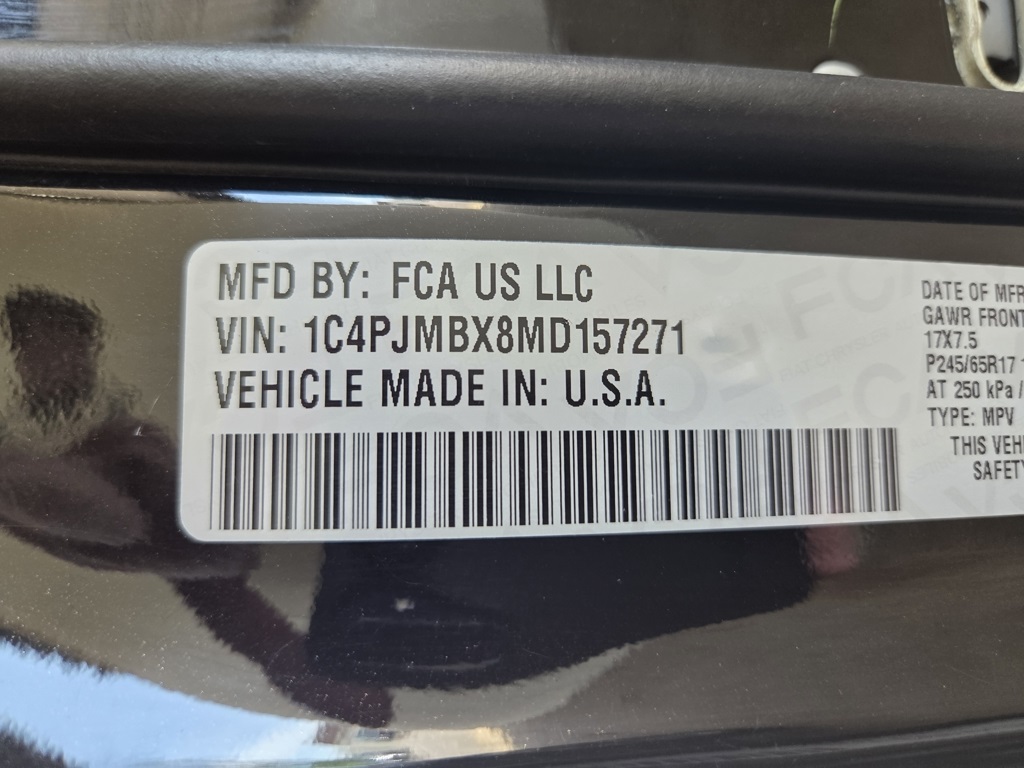 MFD BY: FCA US LLC
VIN: 1C4PJMBX8MD157271
VEHICLE MADE IN: U.S.A.
DATE OF MFR
GAWR FRONT
17X7.5
P245/65R17
AT 250 kPa /
TYPE: MPV
THIS VEHI
SAFETY